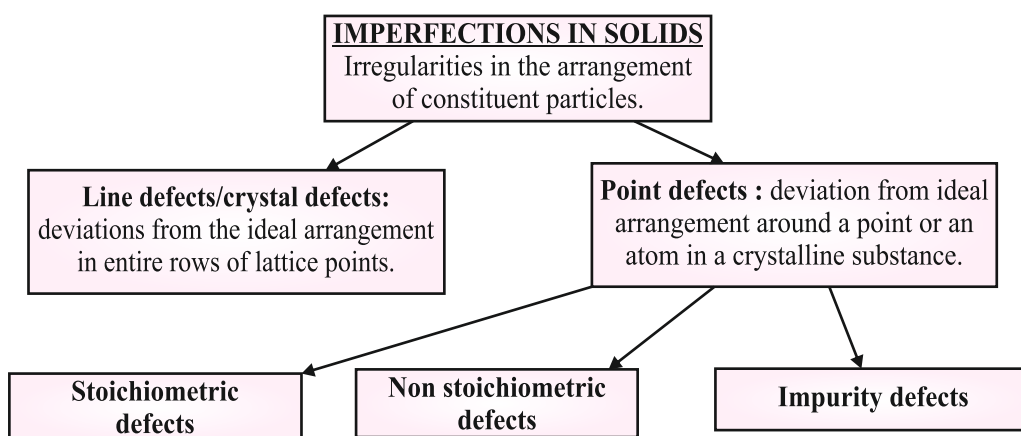 IMPERFECTIONS IN SOLIDS
Irregularities in the arrangement
of constituent particles.
Line defects/crystal defects:
deviations from the ideal arrangement
in entire rows of lattice points.
Point defects : deviation from ideal
arrangement around a point or an
atom in a crystalline substance.
Stoichiometric
defects
Non stoichiometric
defects
Impurity defects